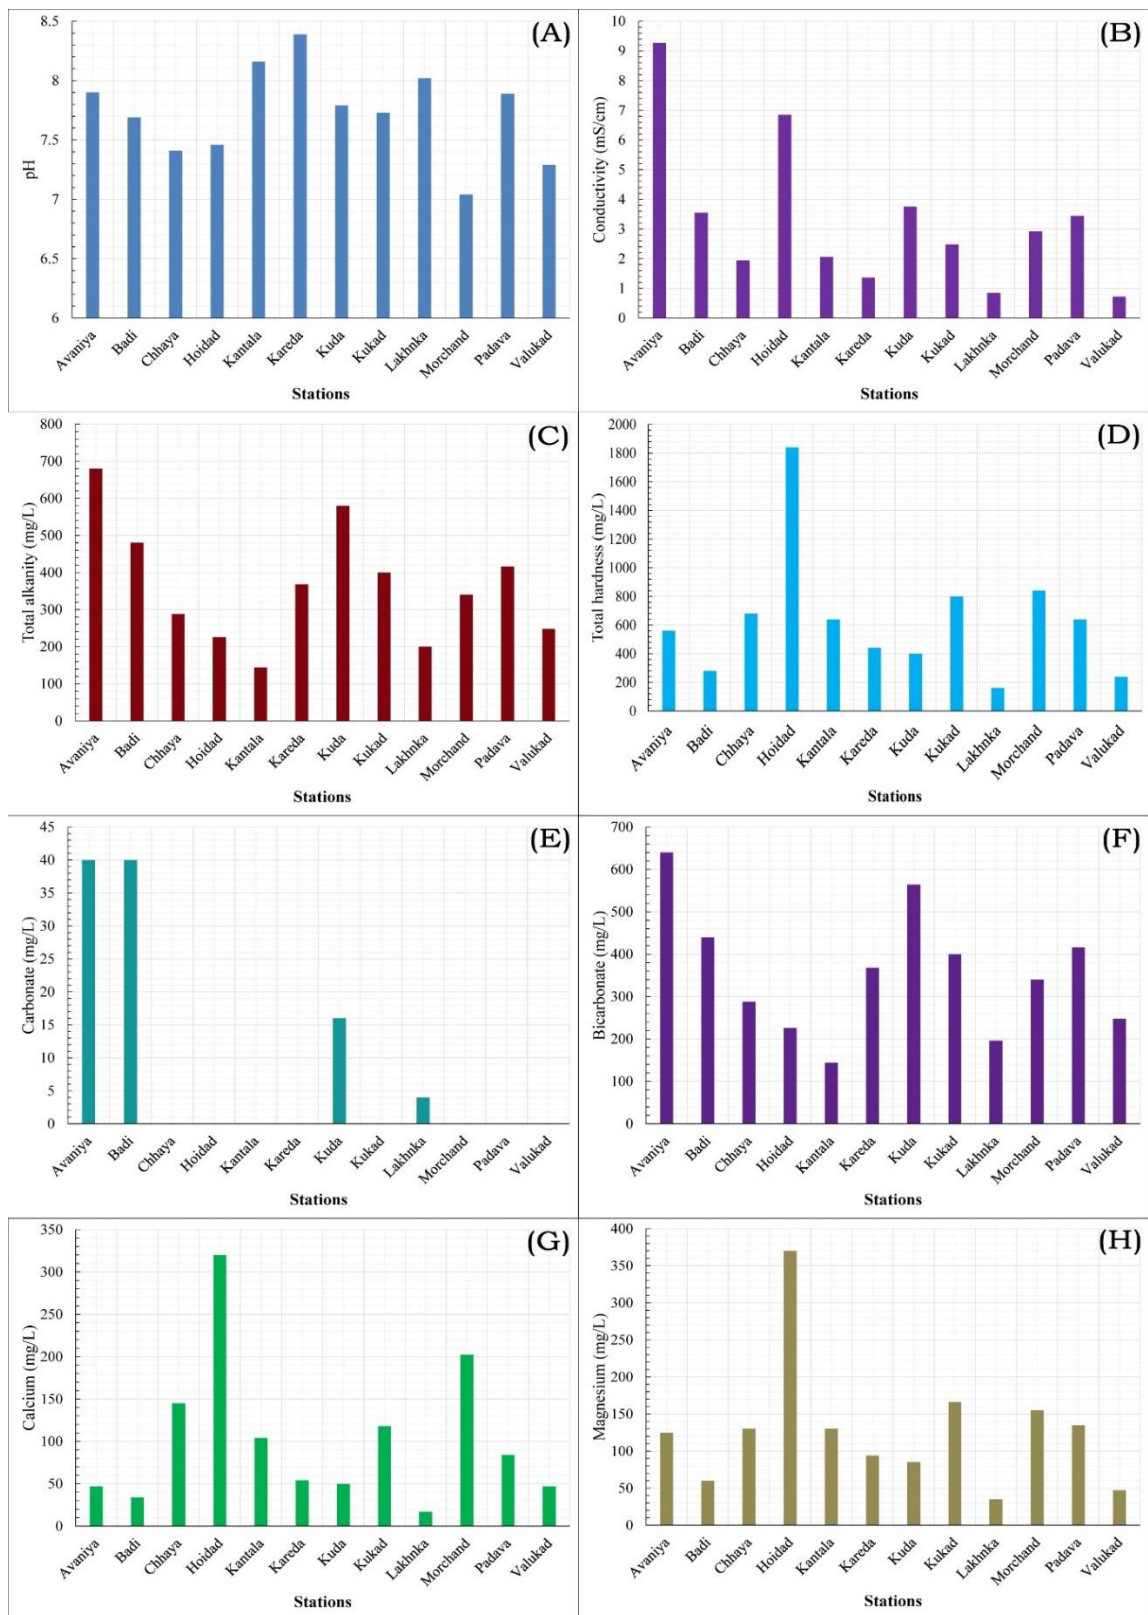 (A)
pH
8.5
8
7.5
7
6.5
6
Avaniya
Badi
Chhaya
Hoidad
Kantala
Kareda
Kuda
Kukad
Lakhnka
Morchand
Padava
Valukad
Stations
(B)
Conductivity (mS/cm)
10
9
8
7
6
5
4
3
2
1
0
Avaniya
Badi
Chhaya
Hoidad
Kantala
Kareda
Kuda
Kukad
Lakhnka
Morchand
Padava
Valukad
Stations
(C)
Total alkanity (mg/L)
800
700
600
500
400
300
200
100
0
Avaniya
Badi
Chhaya
Hoidad
Kantala
Kareda
Kuda
Kukad
Lakhnka
Morchand
Padava
Valukad
Stations
(D)
Total hardness (mg/L)
2000
1800
1600
1400
1200
1000
800
600
400
200
0
Avaniya
Badi
Chhaya
Hoidad
Kantala
Kareda
Kuda
Kukad
Lakhnka
Morchand
Padava
Valukad
Stations
(E)
Carbonate (mg/L)
45
40
35
30
25
20
15
10
5
0
Avaniya
Badi
Chhaya
Hoidad
Kantala
Kareda
Kuda
Kukad
Lakhnka
Morchand
Padava
Valukad
Stations
(F)
Bicarbonate (mg/L)
700
600
500
400
300
200
100
0
Avaniya
Badi
Chhaya
Hoidad
Kantala
Kareda
Kuda
Kukad
Lakhnka
Morchand
Padava
Valukad
Stations
(G)
Calcium (mg/L)
350
300
250
200
150
100
50
0
Avaniya
Badi
Chhaya
Hoidad
Kantala
Kareda
Kuda
Kukad
Lakhnka
Morchand
Padava
Valukad
Stations
(H)
Magnesium (mg/L)
400
350
300
250
200
150
100
50
0
Avaniya
Badi
Chhaya
Hoidad
Kantala
Kareda
Kuda
Kukad
Lakhnka
Morchand
Padava
Valukad
Stations